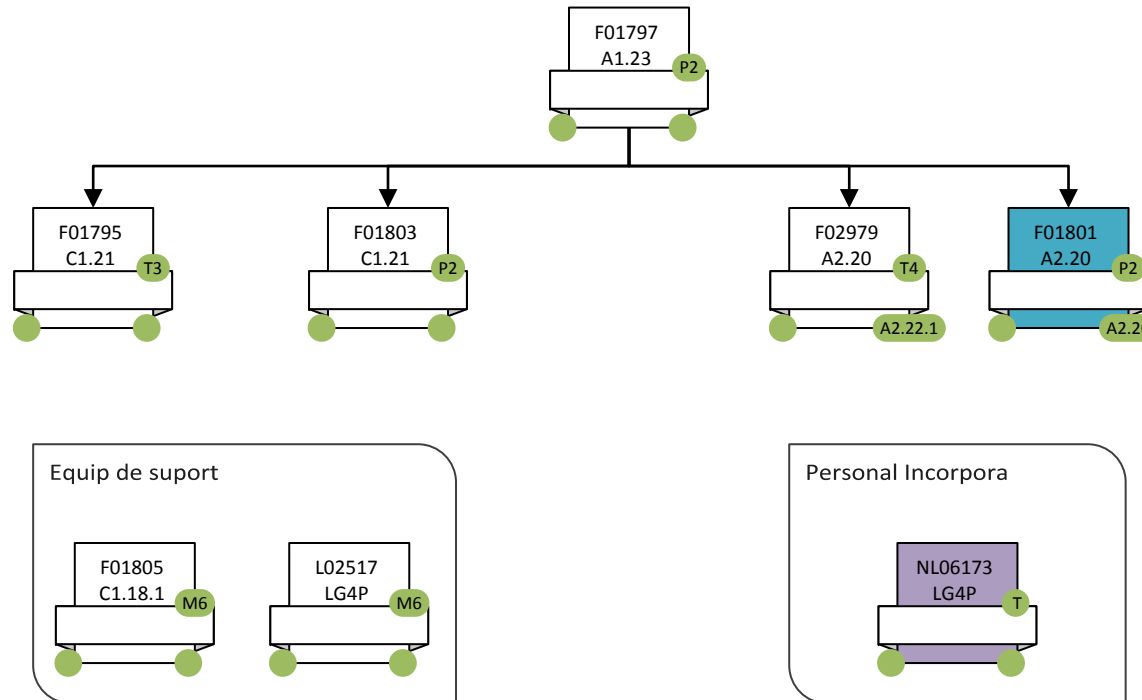 F01797
A1.23
P2
F01795
C1.21
T3
F01803
C1.21
P2
F02979
A2.20
T4
A2.22.1
F01801
A2.20
P2
Equip de suport
F01805
C1.18.1
M6
L02517
LG4P
M6
Personal Incorpora
NL06173
LG4P
T